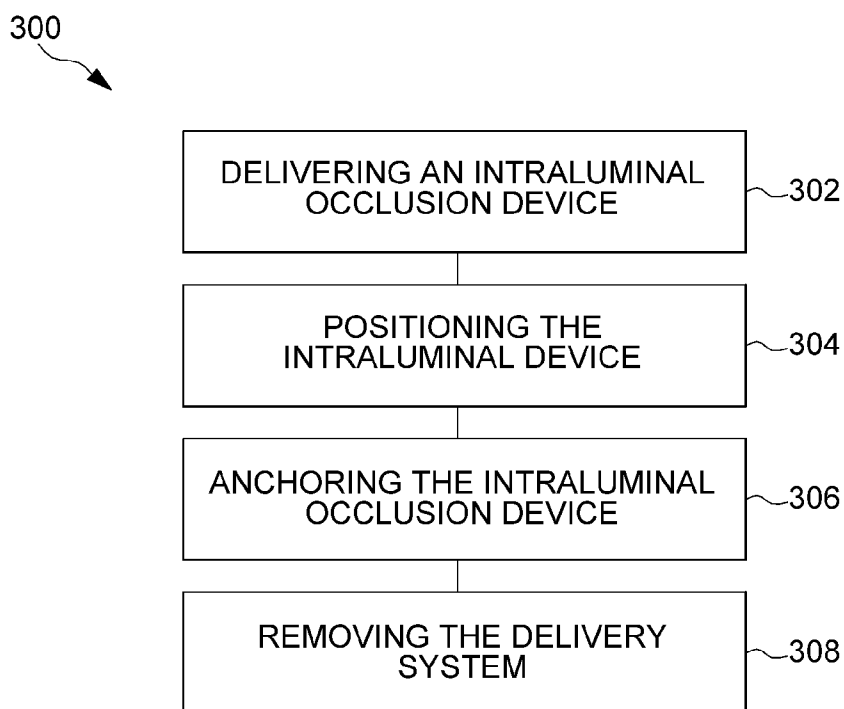 300
DELIVERING AN INTRALUMINAL
OCCLUSION DEVICE
302
POSITIONING THE
INTRALUMINAL DEVICE
304
ANCHORING THE INTRALUMINAL
OCCLUSION DEVICE
306
REMOVING THE DELIVERY
SYSTEM
308